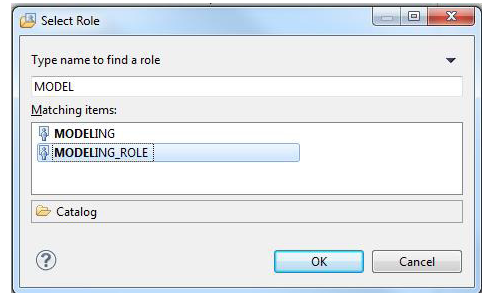 Select Role
Type name to find a role
MODEL
Matching items:
MODELING
MODELING_ROLE
Catalog
?
OK
Cancel